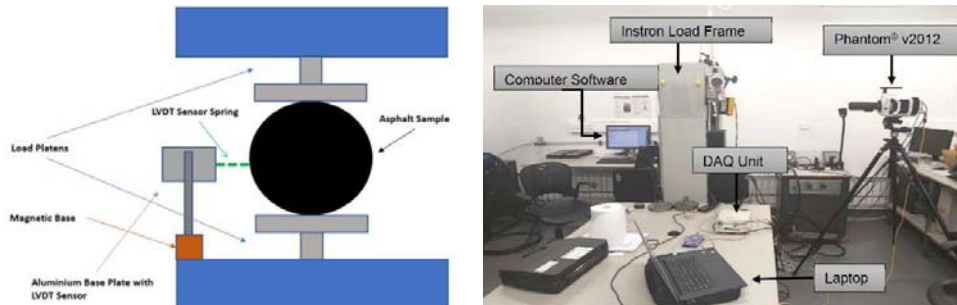 LVDT Sensor Spring
Asphalt Sample
Load Platens
Magnetic Base
Aluminium Base Plate with
LVDT Sensor
Instron Load Frame
Phantom® v2012
Computer Software
DAQ Unit
Laptop